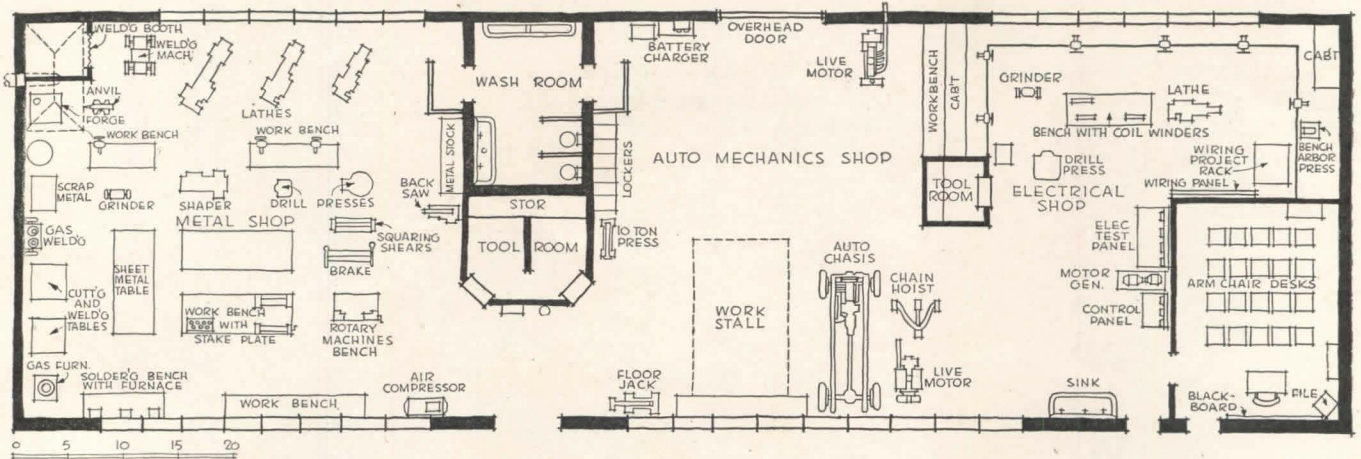 WELD'G BOOTH
WELD'G
MACH.
ANVIL
FORGE
WORK BENCH
LATHES
WORK BENCH
SCRAP
METAL
GRINDER
SHAPER
DRILL PRESSES
METAL SHOP
BACK
SAW
METAL STOCK
GAS
WELD'G
SQUARING
SHEARS
BRAKE
SHEET
METAL
TABLE
CUTT'G
AND
WELD'G
TABLES
WORK BENCH
WITH
STAKE PLATE
ROTARY
MACHINES
BENCH
GAS FURN.
SOLDER'G BENCH
WITH FURNACE
WORK BENCH
AIR
COMPRESSOR
WASH ROOM
STOR
TOOL ROOM
LOCKERS
10 TON
PRESS
BATTERY
CHARGER
OVERHEAD
DOOR
LIVE
MOTOR
AUTO MECHANICS SHOP
WORKBENCH
CAB'T
TOOL
ROOM
WORK
STALL
AUTO
CHASIS
CHAIN
HOIST
LIVE
MOTOR
FLOOR
JACK
GRINDER
LATHE
BENCH WITH COIL WINDERS
CAB'T
BENCH
ARBOR
PRESS
WIRING
PROJECT
RACK
WIRING PANEL
DRILL
PRESS
ELECTRICAL
SHOP
ELEC
TEST
PANEL
MOTOR
GEN.
CONTROL
PANEL
ARM CHAIR DESKS
SINK
BLACK-
BOARD
FILE
0 5 10 15 20